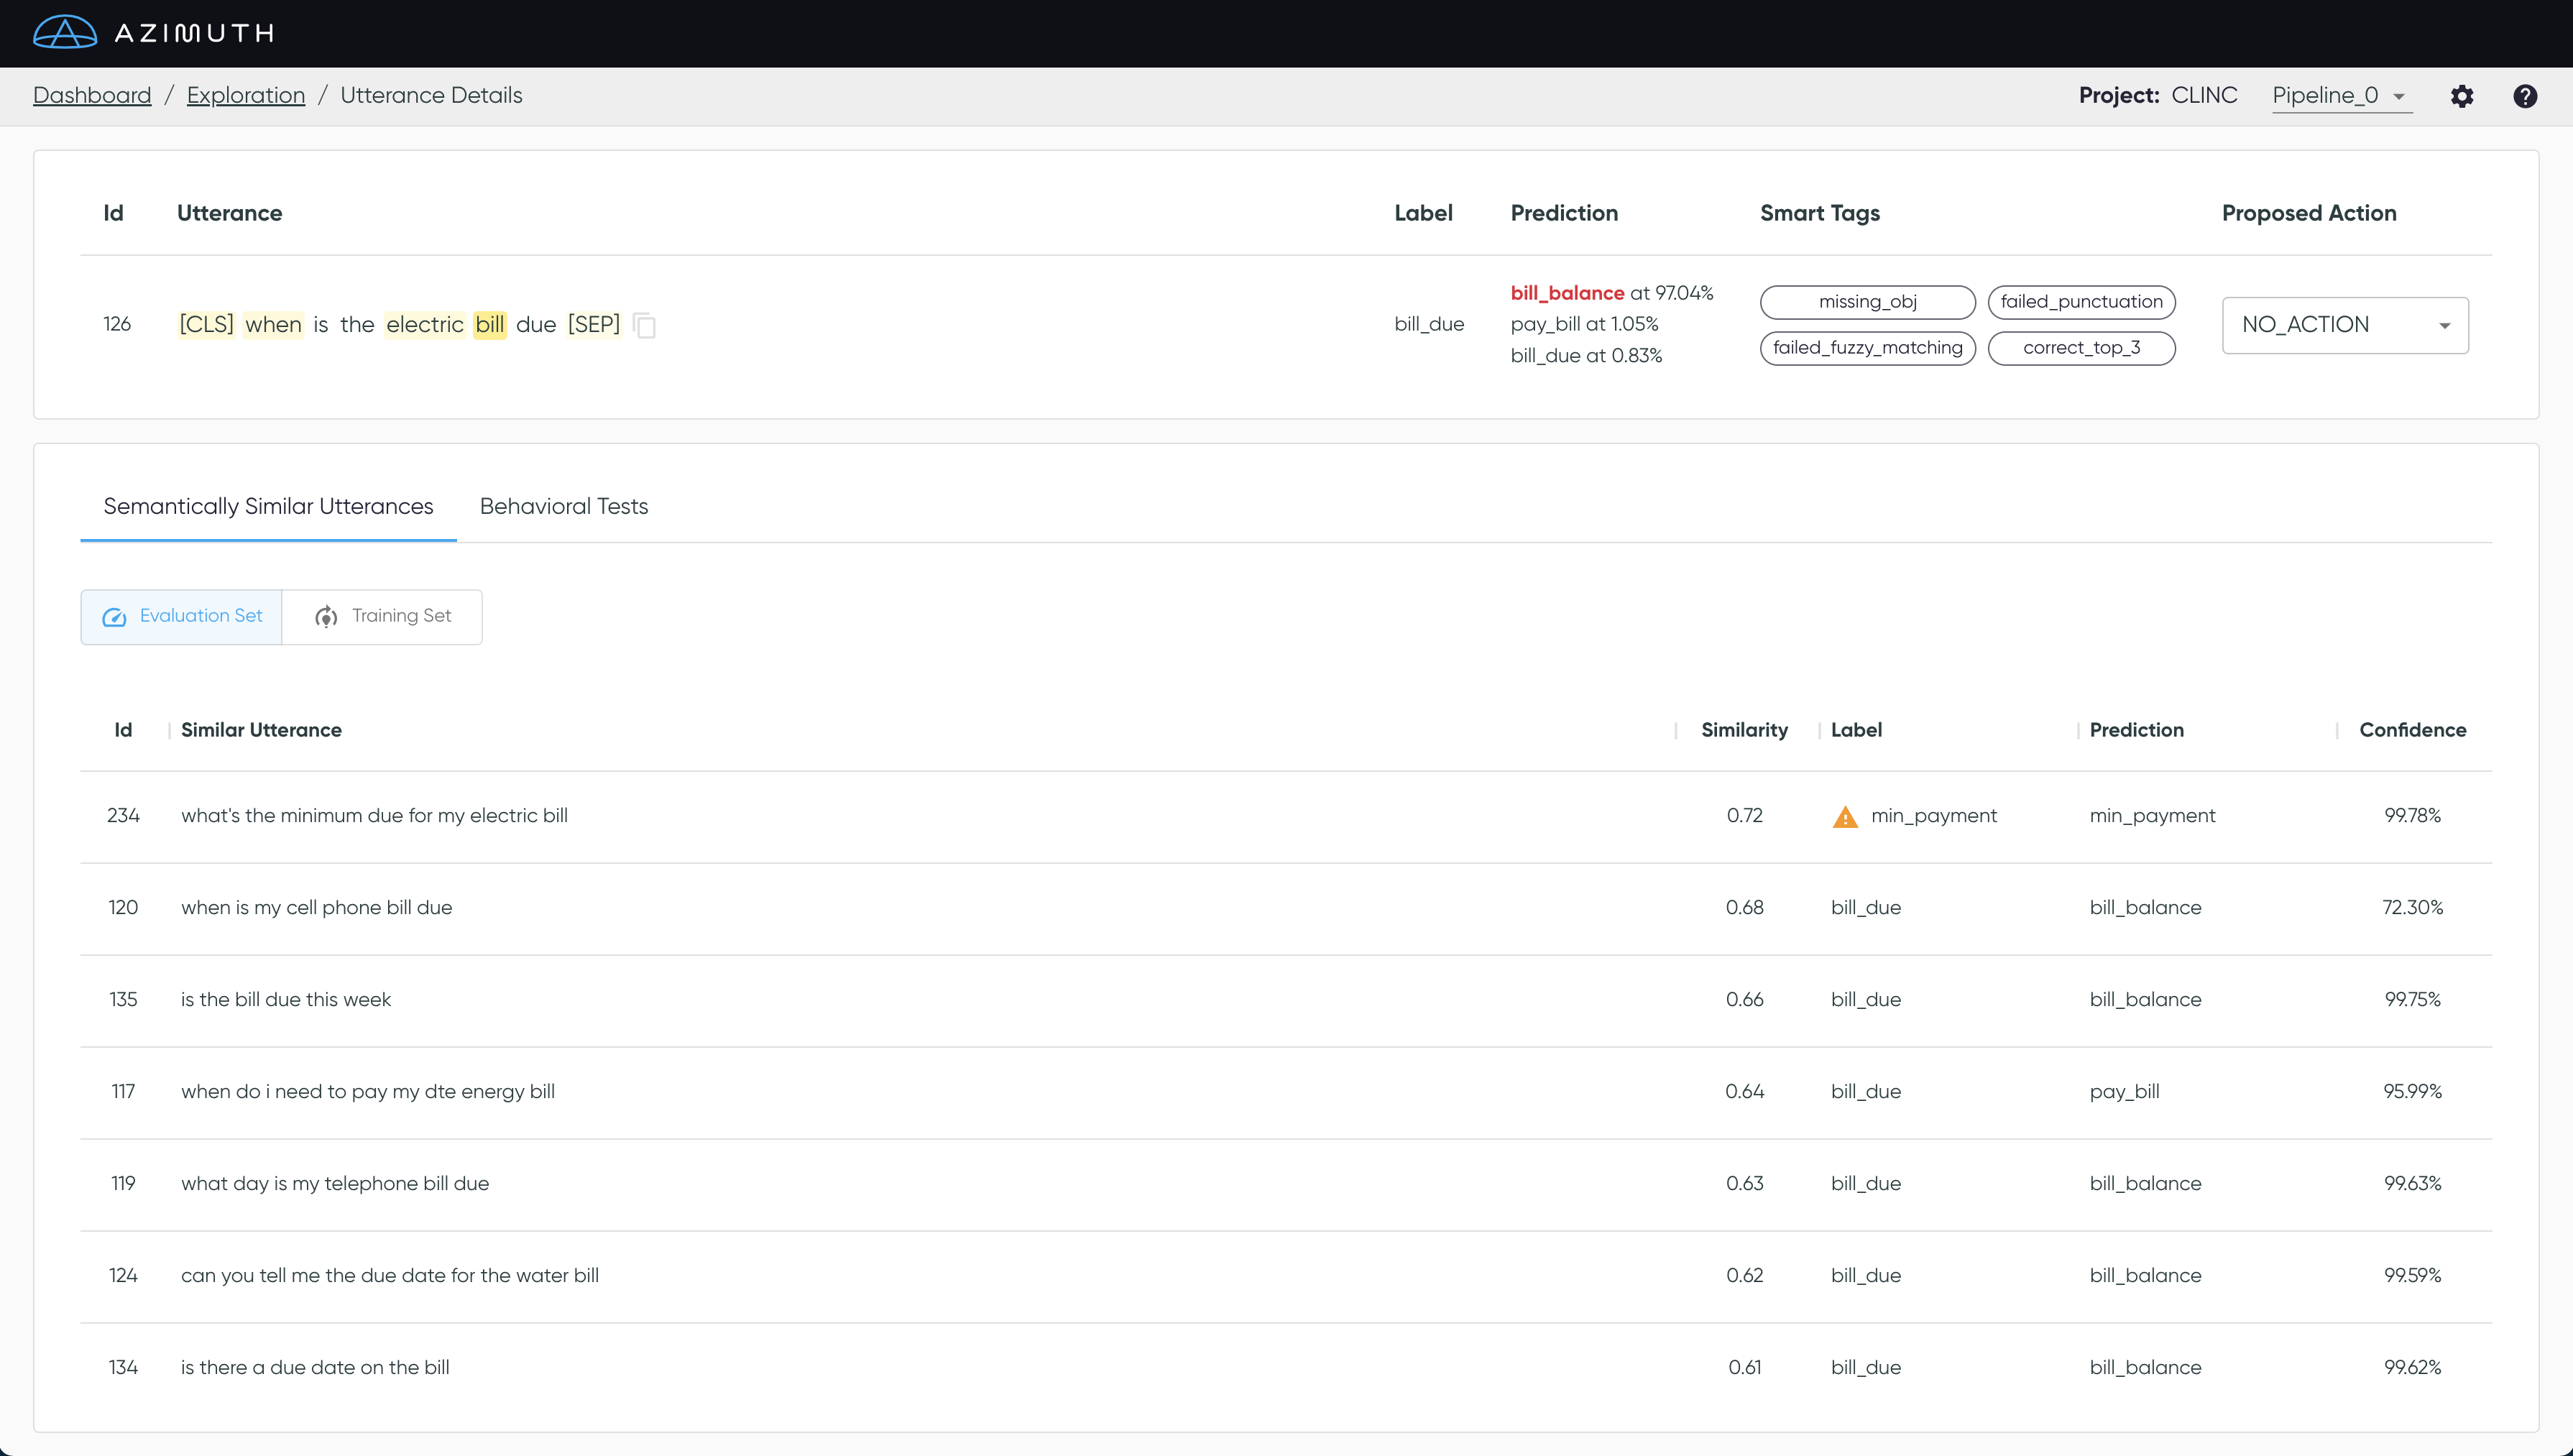 AZIMUTH
Dashboard / Exploration / Utterance Details Project: CLINC Pipeline_0
Id Utterance Label Prediction Smart Tags Proposed Action
126 [CLS] when is the electric bill due [SEP] bill_due
bill_balance at 97.04%
pay_bill at 1.05%
bill_due at 0.83%
missing_obj failed_punctuation
failed_fuzzy_matching correct_top_3
NO_ACTION
Semantically Similar Utterances Behavioral Tests
Evaluation Set Training Set
Id Similar Utterance Similarity Label Prediction Confidence
234 what's the minimum due for my electric bill 0.72 min_payment min_payment 99.78%
120 when is my cell phone bill due 0.68 bill_due bill_balance 72.30%
135 is the bill due this week 0.66 bill_due bill_balance 99.75%
117 when do i need to pay my dte energy bill 0.64 bill_due pay_bill 95.99%
119 what day is my telephone bill due 0.63 bill_due bill_balance 99.63%
124 can you tell me the due date for the water bill 0.62 bill_due bill_balance 99.59%
134 is there a due date on the bill 0.61 bill_due bill_balance 99.62%